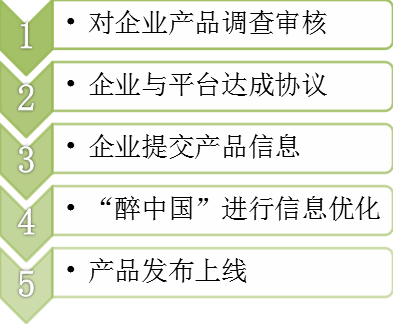 1 • 对企业产品调查审核
2 • 企业与平台达成协议
3 • 企业提交产品信息
4 • “醉中国”进行信息优化
5 • 产品发布上线